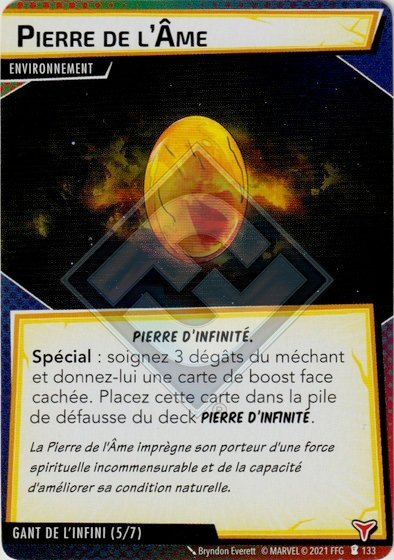 Pierre de l'Âme
ENVIRONNEMENT
PIERRE D'INFINITÉ.
Spécial : soignez 3 dégâts du méchant
et donnez-lui une carte de boost face
cachée. Placez cette carte dans la pile
de défausse du deck PIERRE D'INFINITÉ.
La Pierre de l'Âme imprègne son porteur d'une force
spirituelle incommensurable et de la capacité
d'améliorer sa condition naturelle.
GANT DE L'INFINI (5/7)
Bryndon Everett © MARVEL © 2021 FFG 133